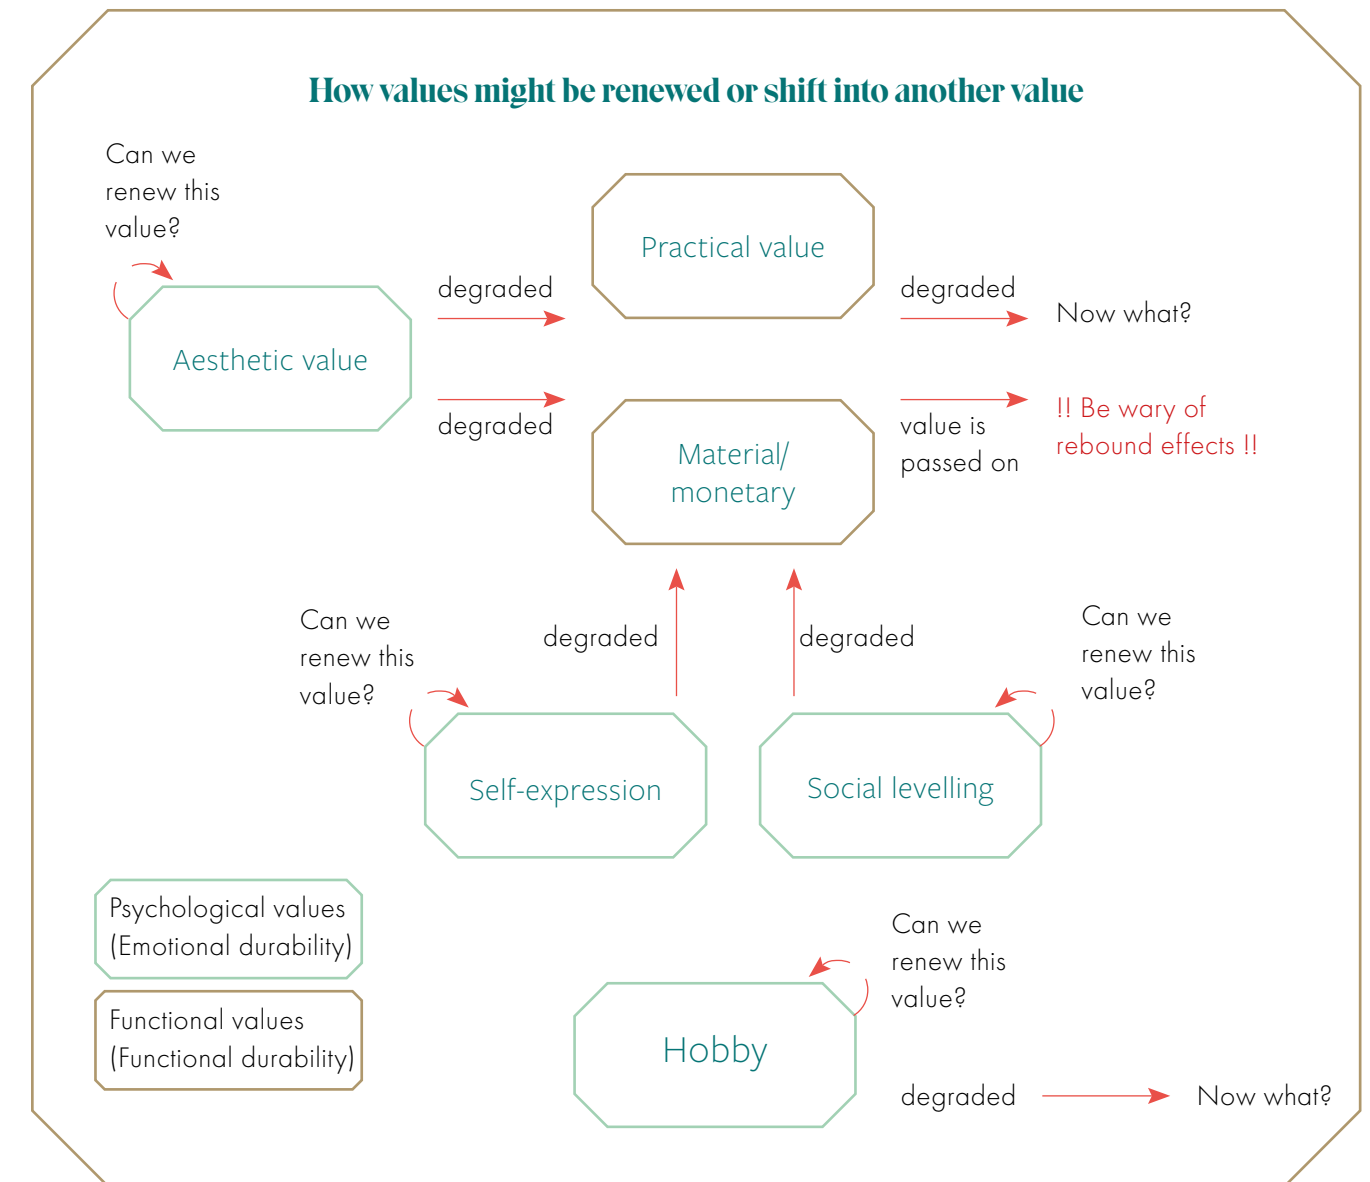 How values might be renewed or shift into another value
Can we
renew this
value?
Practical value
degraded
degraded
Now what?
Aesthetic value
degraded
Material/
monetary
value is
passed on
!! Be wary of
rebound effects !!
Can we
renew this
value?
degraded
degraded
Can we
renew this
value?
Self-expression
Social levelling
Psychological values
(Emotional durability)
Functional values
(Functional durability)
Can we
renew this
value?
Hobby
degraded
Now what?